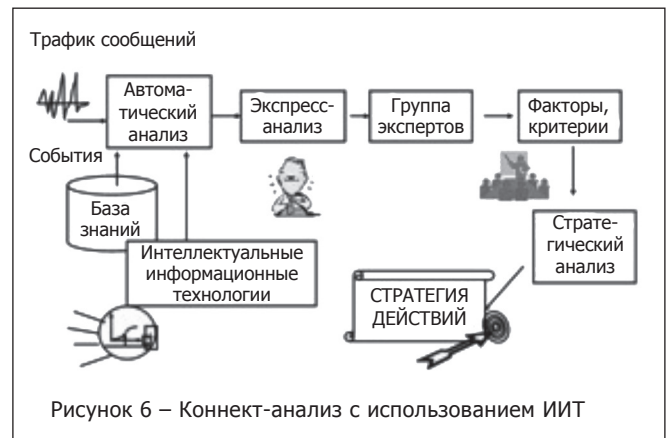 Трафик сообщений
Автома-
тический
анализ
Экспресс-
анализ
Группа
экспертов
Факторы,
критерии
События
База
знаний
Интеллектуальные
информационные
технологии
Страте-
гический
анализ
СТРАТЕГИЯ
ДЕЙСТВИЙ
Рисунок 6 – Коннект-анализ с использованием ИИТ